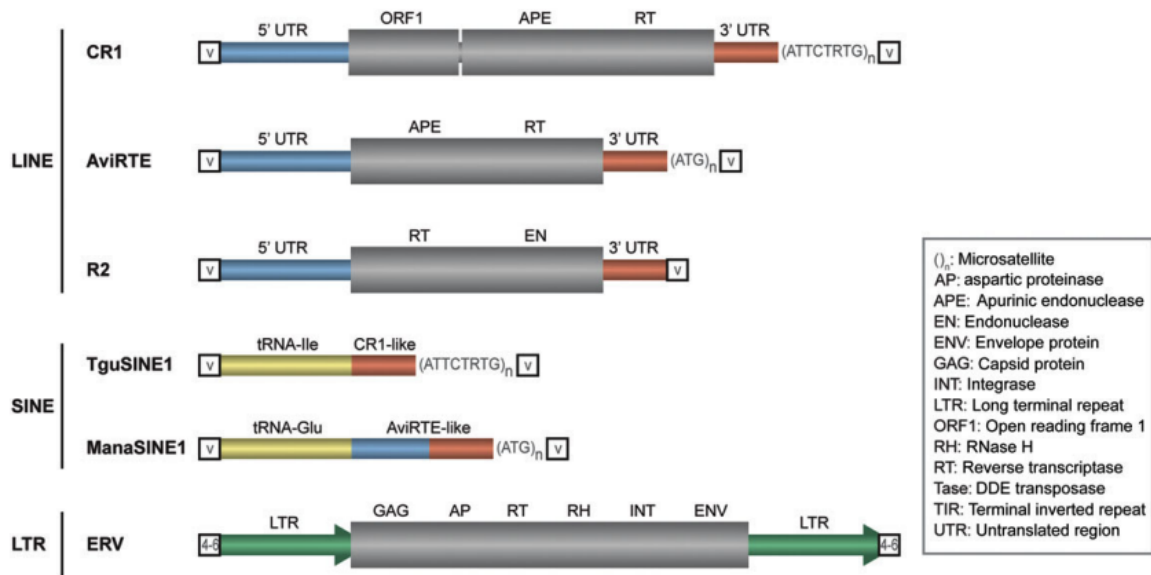 ORF1 APE RT
5' UTR 3' UTR
CR1 v (ATTCTRTG)n v
5' UTR APE RT 3' UTR
LINE AviRTE v (ATG)n v
5' UTR RT EN 3' UTR
R2 v v
tRNA-Ile CR1-like
TguSINE1 v (ATTCTRTG)n v
SINE
tRNA-Glu AviRTE-like
ManaSINE1 v (ATG)n v
LTR GAG AP RT RH INT ENV LTR
LTR ERV 4-6 4-6
()n: Microsatellite
AP: aspartic proteinase
APE: Apurinic endonuclease
EN: Endonuclease
ENV: Envelope protein
GAG: Capsid protein
INT: Integrase
LTR: Long terminal repeat
ORF1: Open reading frame 1
RH: RNase H
RT: Reverse transcriptase
Tase: DDE transposase
TIR: Terminal inverted repeat
UTR: Untranslated region